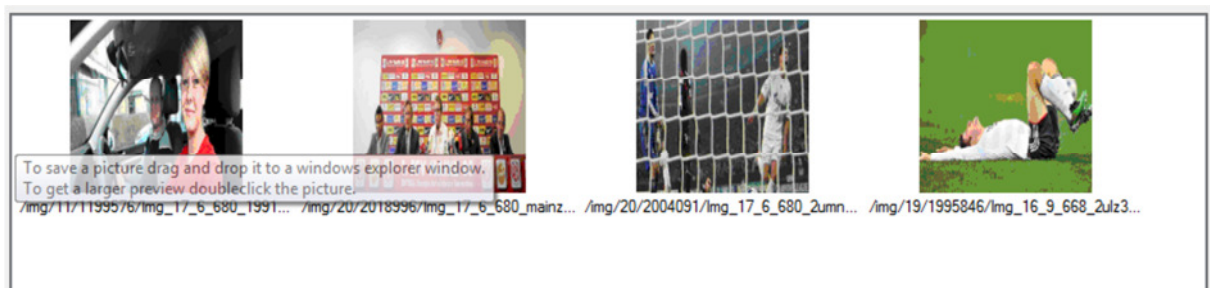 To save a picture drag and drop it to a windows explorer window.
To get a larger preview doubleclick the picture.
/img/11/1199576/Img_17_6_680_1991... /img/20/2018996/Img_17_6_680_mainz... /img/20/2004091/Img_17_6_680_2umn... /img/19/1995846/Img_16_9_668_2ulz3...